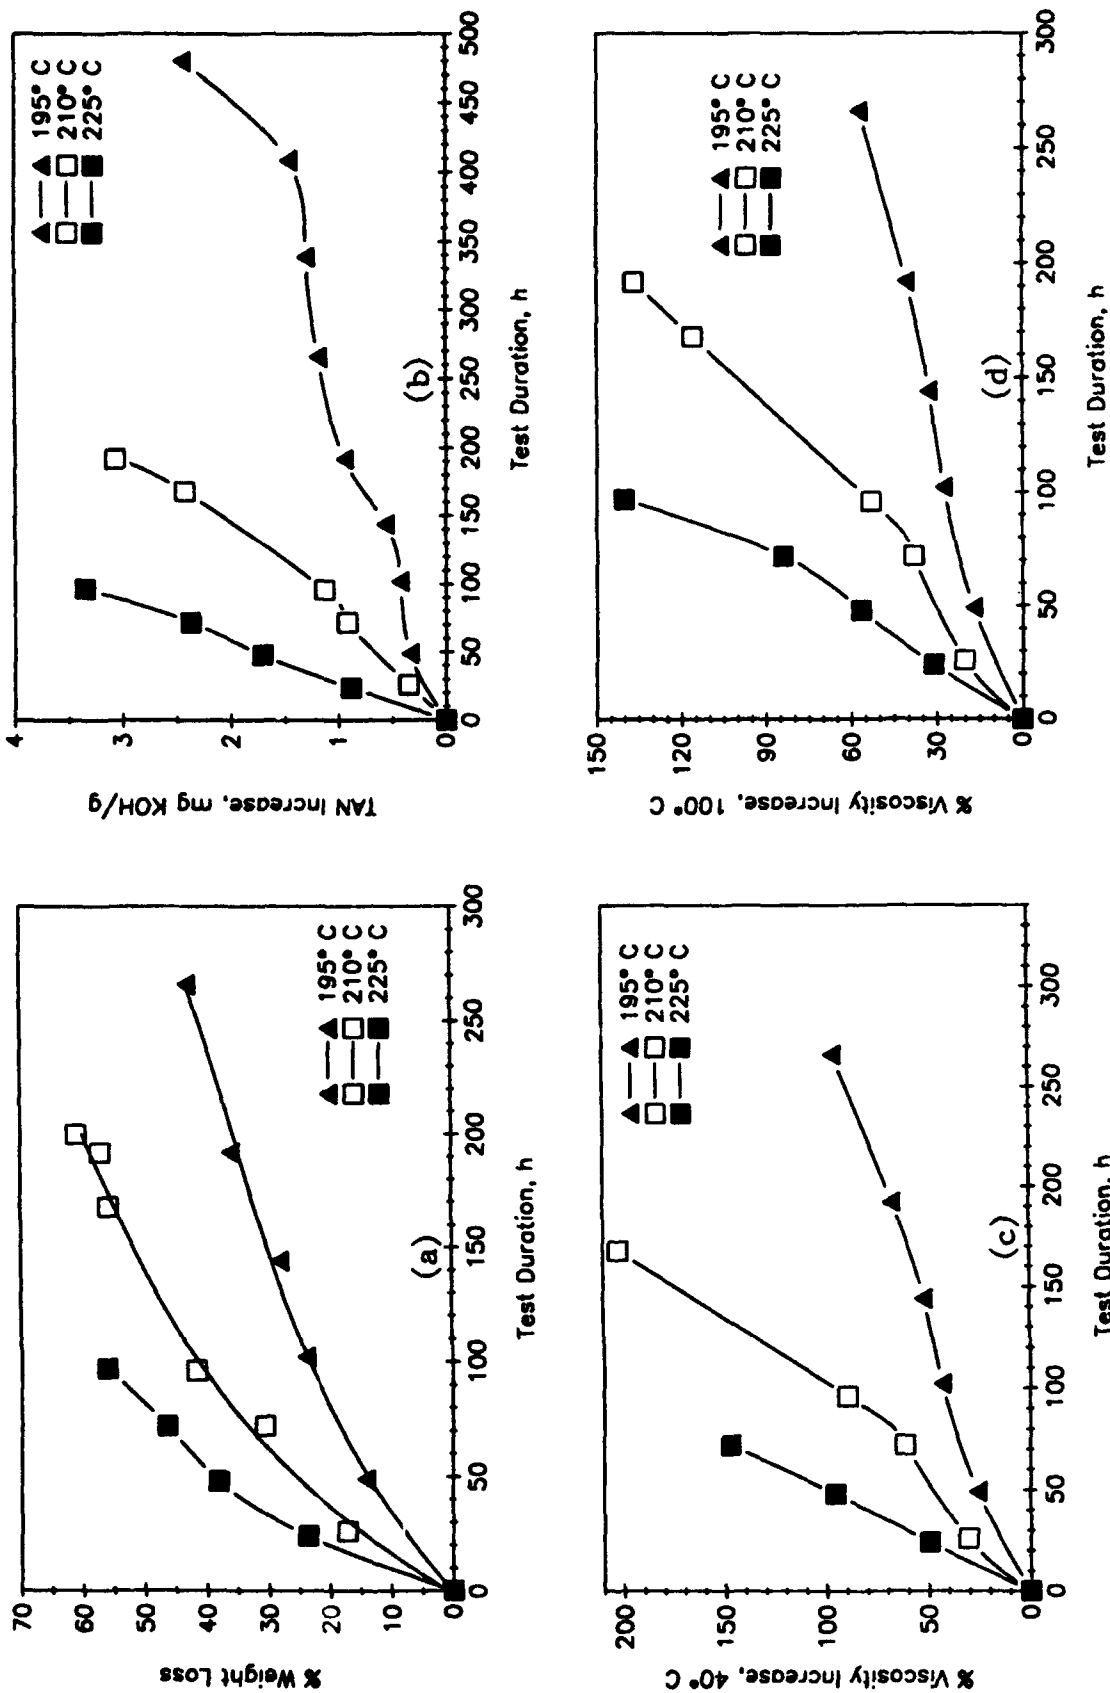 70
60
50
40
30
20
10
0
% Weight Loss
0
50
100
150
200
250
300
Test Duration, h
(a)
195° C
210° C
225° C
4
3
2
1
0
TAN Increase, mg KOH/g
0
50
100
150
200
250
300
350
400
450
500
Test Duration, h
(b)
195° C
210° C
225° C
200
150
100
50
0
% Viscosity Increase, 40° C
0
50
100
150
200
250
300
Test Duration, h
(c)
195° C
210° C
225° C
150
120
90
60
30
0
% Viscosity Increase, 100° C
0
50
100
150
200
250
300
Test Duration, h
(d)
195° C
210° C
225° C